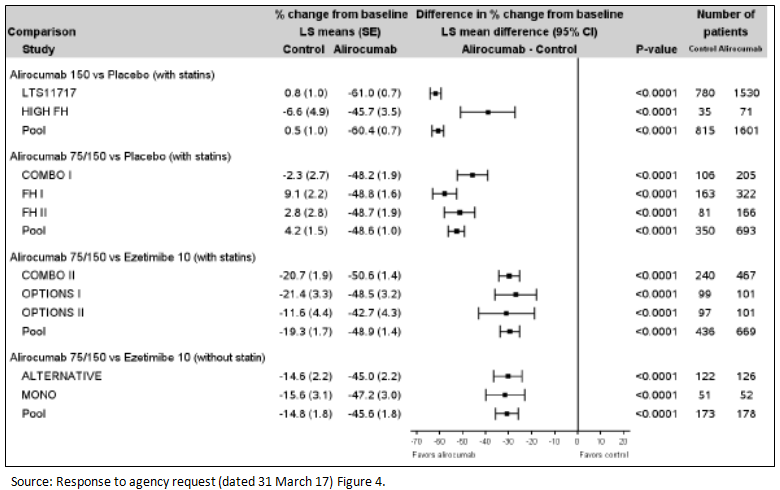 % change from baseline Difference in % change from baseline Number of
Comparison LS means (SE) LS mean difference (95% CI) patients
Study Control Alirocumab Alirocumab - Control P-value Control Alirocumab
Alirocumab 150 vs Placebo (with statins)
LTS11717 0.8 (1.0) -61.0 (0.7) <0.0001 780 1530
HIGH FH -6.6 (4.9) -45.7 (3.5) <0.0001 35 71
Pool 0.5 (1.0) -60.4 (0.7) <0.0001 815 1601
Alirocumab 75/150 vs Placebo (with statins)
COMBO I -2.3 (2.7) -48.2 (1.9) <0.0001 106 205
FH I 9.1 (2.2) -48.8 (1.6) <0.0001 163 322
FH II 2.8 (2.8) -48.7 (1.9) <0.0001 81 166
Pool 4.2 (1.5) -48.6 (1.0) <0.0001 350 693
Alirocumab 75/150 vs Ezetimibe 10 (with statins)
COMBO II -20.7 (1.9) -50.6 (1.4) <0.0001 240 467
OPTIONS I -21.4 (3.3) -48.5 (3.2) <0.0001 99 101
OPTIONS II -11.6 (4.4) -42.7 (4.3) <0.0001 97 101
Pool -19.3 (1.7) -48.9 (1.4) <0.0001 436 669
Alirocumab 75/150 vs Ezetimibe 10 (without statin)
ALTERNATIVE -14.6 (2.2) -45.0 (2.2) <0.0001 122 126
MONO -15.6 (3.1) -47.2 (3.0) <0.0001 51 52
Pool -14.8 (1.8) -45.6 (1.8) <0.0001 173 178
-70 -60 -50 -40 -30 -20 -10 0 10 20
Favors alirocumab Favors control
Source: Response to agency request (dated 31 March 17) Figure 4.